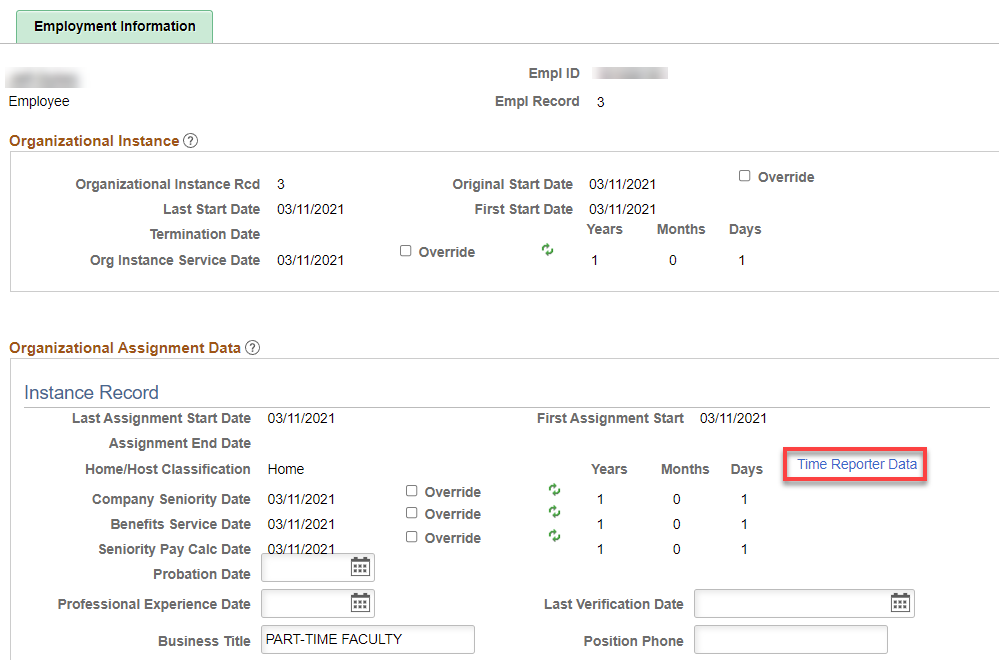 Employment Information
Empl ID
Employee
Empl Record 3
Organizational Instance ?
Organizational Instance Rcd 3 Original Start Date 03/11/2021 Override
Last Start Date 03/11/2021 First Start Date 03/11/2021
Termination Date Years Months Days
Org Instance Service Date 03/11/2021 Override 1 0 1
Organizational Assignment Data ?
Instance Record
Last Assignment Start Date 03/11/2021 First Assignment Start 03/11/2021
Assignment End Date
Home/Host Classification Home Years Months Days Time Reporter Data
Company Seniority Date 03/11/2021 Override 1 0 1
Benefits Service Date 03/11/2021 Override 1 0 1
Seniority Pay Calc Date 03/11/2021 Override 1 0 1
Probation Date
Professional Experience Date Last Verification Date
Business Title PART-TIME FACULTY Position Phone